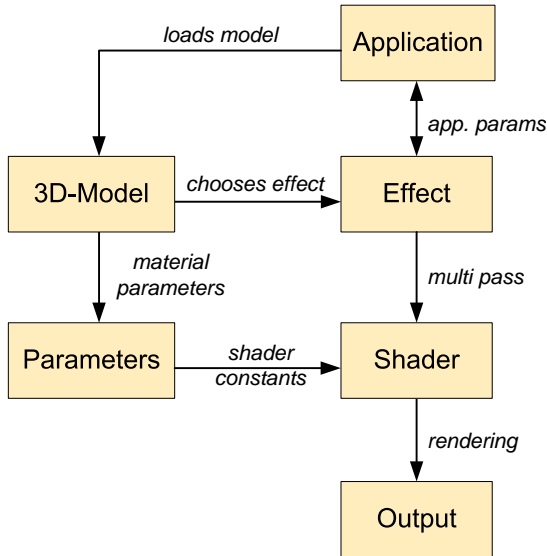 loads model
Application
app. params
3D-Model
chooses effect
Effect
material
parameters
multi pass
Parameters
shader
constants
Shader
rendering
Output